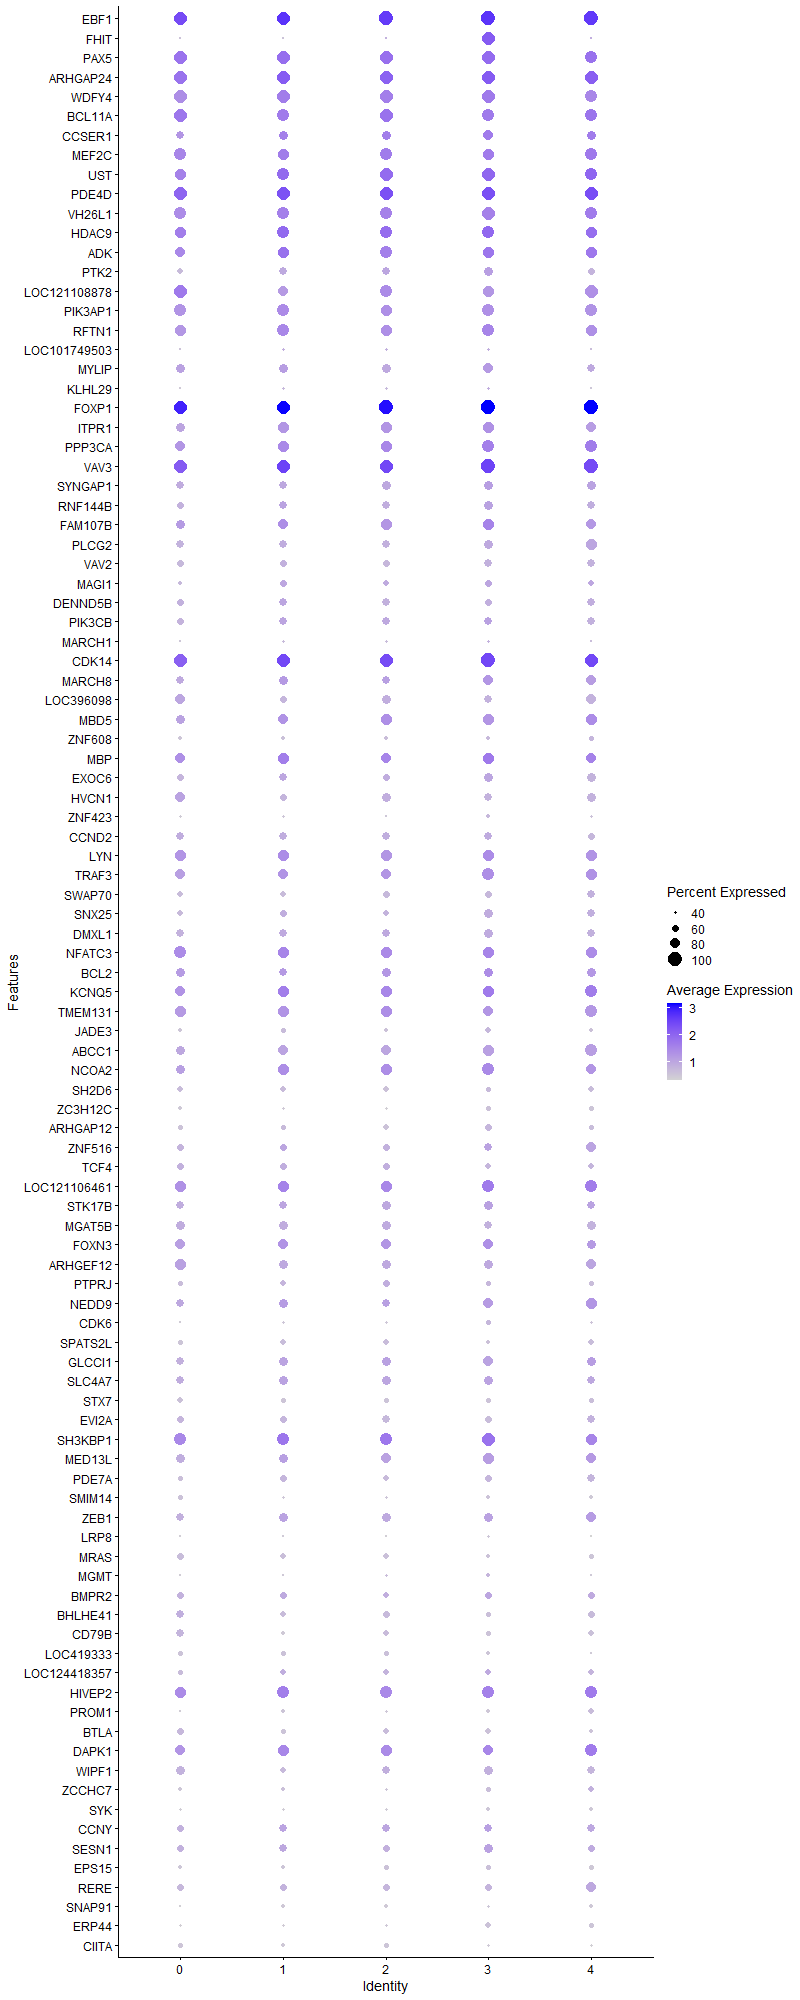 EBF1
FHIT
PAX5
ARHGAP24
WDFY4
BCL11A
CCSER1
MEF2C
UST
PDE4D
VH26L1
HDAC9
ADK
PTK2
LOC121108878
PIK3AP1
RFTN1
LOC101749503
MYLIP
KLHL29
FOXP1
ITPR1
PPP3CA
VAV3
SYNGAP1
RNF144B
FAM107B
PLCG2
VAV2
MAGI1
DENND5B
PIK3CB
MARCH1
CDK14
MARCH8
LOC396098
MBD5
ZNF608
MBP
EXOC6
HVCN1
ZNF423
CCND2
LYN
TRAF3
SWAP70
SNX25
DMXL1
NFATC3
BCL2
KCNQ5
TMEM131
JADE3
ABCC1
NCOA2
SH2D6
ZC3H12C
ARHGAP12
ZNF516
TCF4
LOC121106461
STK17B
MGAT5B
FOXN3
ARHGEF12
PTPRJ
NEDD9
CDK6
SPATS2L
GLCCI1
SLC4A7
STX7
EVI2A
SH3KBP1
MED13L
PDE7A
SMIM14
ZEB1
LRP8
MRAS
MGMT
BMPR2
BHLHE41
CD79B
LOC419333
LOC124418357
HIVEP2
PROM1
BTLA
DAPK1
WIPF1
ZCCHC7
SYK
CCNY
SESN1
EPS15
RERE
SNAP91
ERP44
CIITA
Features
0 1 2 3 4
Identity
Percent Expressed
40
60
80
100
Average Expression
3
2
1